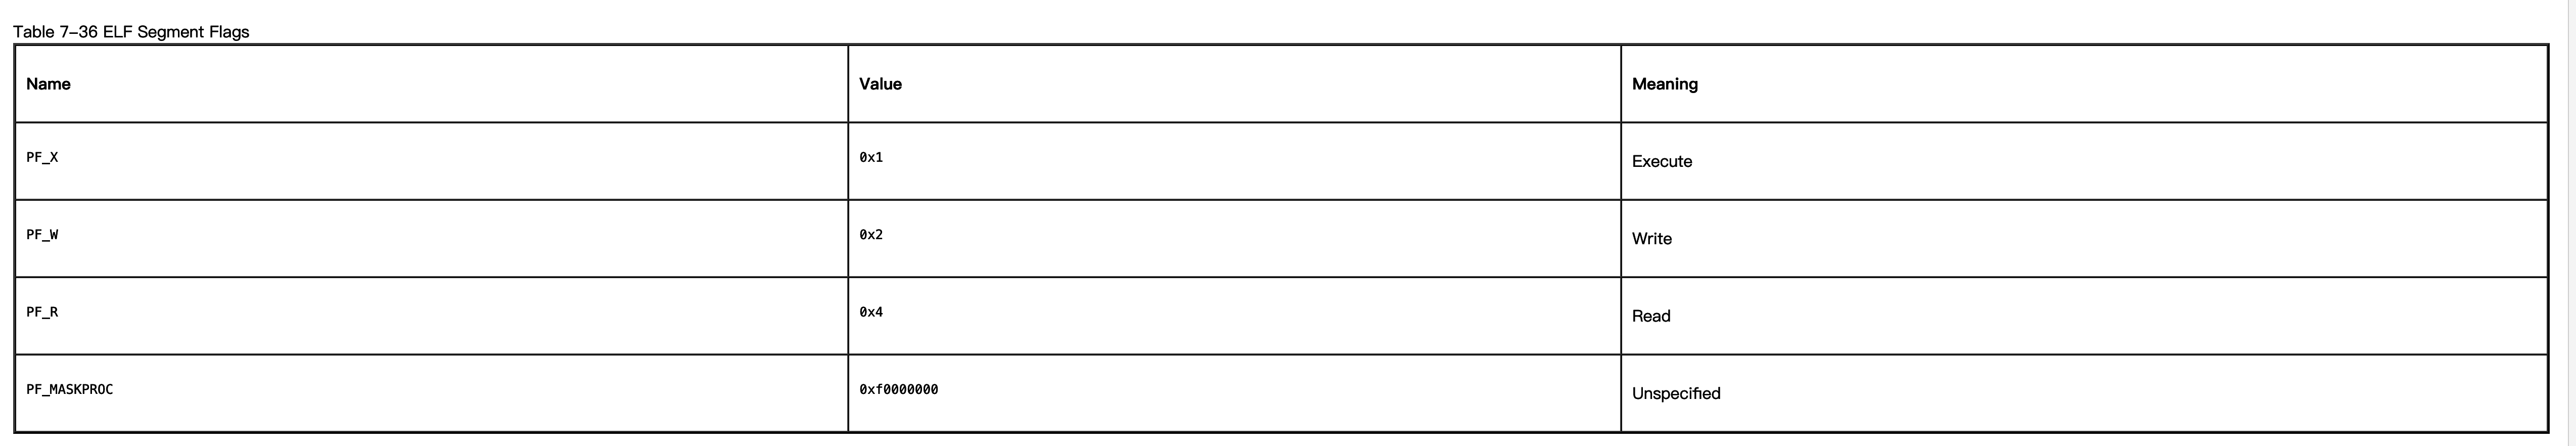 Table 7–36 ELF Segment Flags
Name Value Meaning
PF_X 0x1 Execute
PF_W 0x2 Write
PF_R 0x4 Read
PF_MASKPROC 0xf0000000 Unspecified